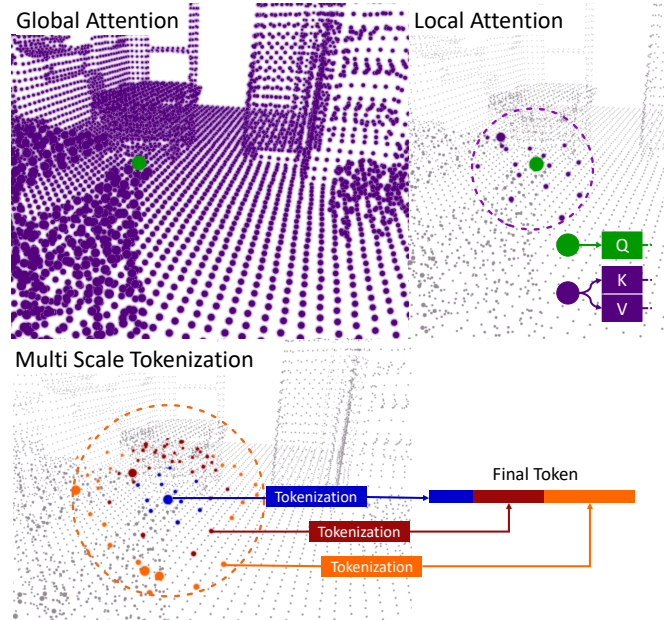 Global Attention
Local Attention
Q
K
V
Multi Scale Tokenization
Final Token
Tokenization
Tokenization
Tokenization